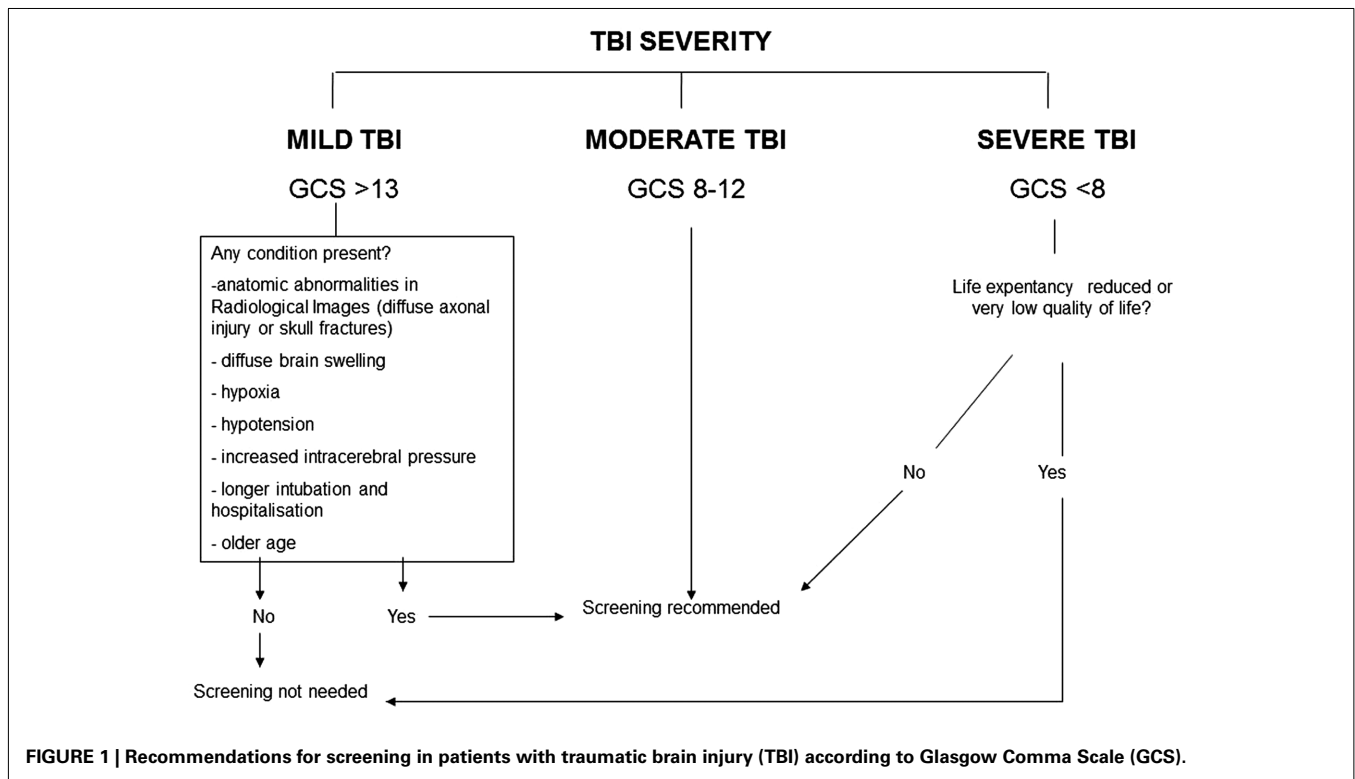 TBI SEVERITY
MILD TBI
GCS >13
Any condition present?
-anatomic abnormalities in
Radiological Images (diffuse axonal
injury or skull fractures)
- diffuse brain swelling
- hypoxia
- hypotension
- increased intracerebral pressure
- longer intubation and
hospitalisation
- older age
No
Yes
Screening not needed
MODERATE TBI
GCS 8-12
Screening recommended
SEVERE TBI
GCS <8
Life expentancy reduced or
very low quality of life?
No
Yes
FIGURE 1 | Recommendations for screening in patients with traumatic brain injury (TBI) according to Glasgow Comma Scale (GCS).